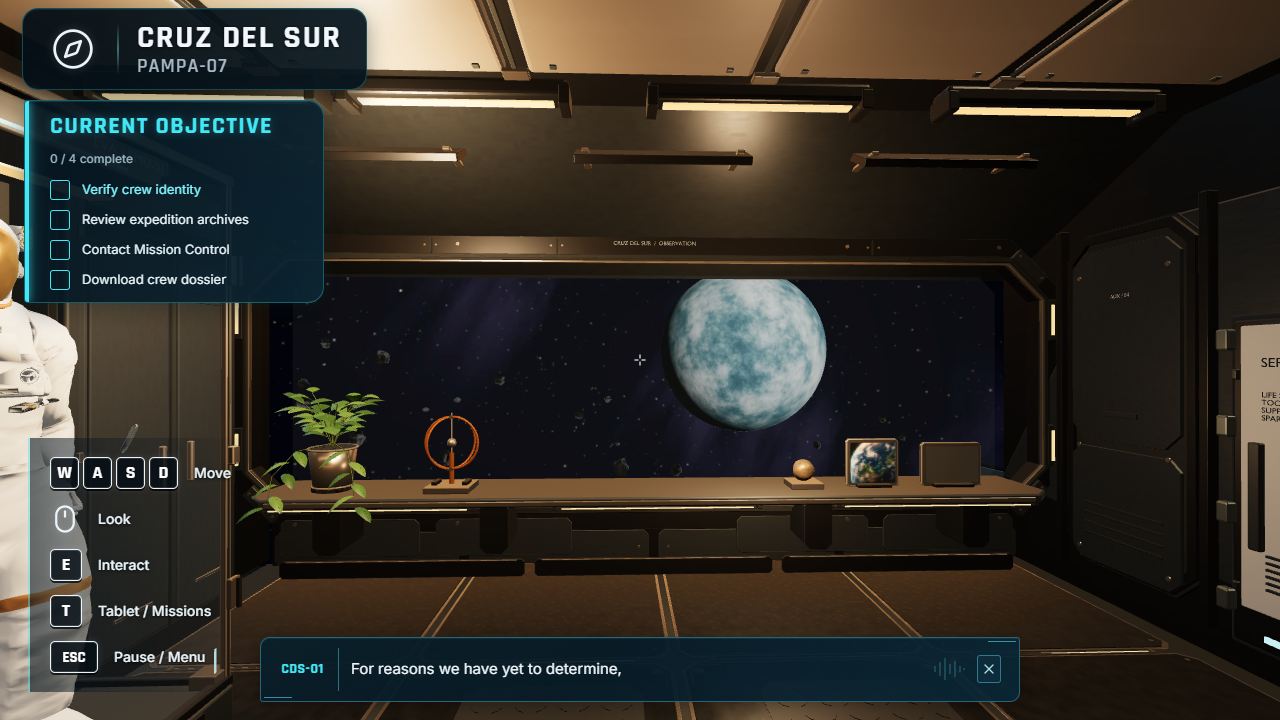 CRUZ DEL SUR
PAMPA-07
CURRENT OBJECTIVE
0 / 4 complete
Verify crew identity
Review expedition archives
Contact Mission Control
Download crew dossier
CRUZ DEL SUR / OBSERVATION
AUX / 04
W A S D Move
Look
E Interact
T Tablet / Missions
ESC Pause / Menu
CDS-01 For reasons we have yet to determine,